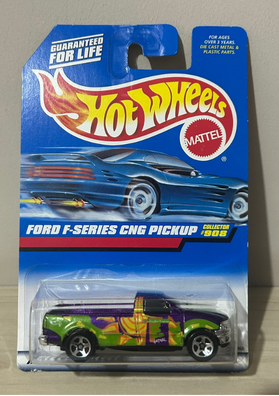 GUARANTEED
FOR LIFE
FOR AGES
OVER 3 YEARS.
DIE CAST METAL &
PLASTIC PARTS.
HOT WHEELS
MATTEL
FORD F-SERIES CNG PICKUP
COLLECTOR
#908